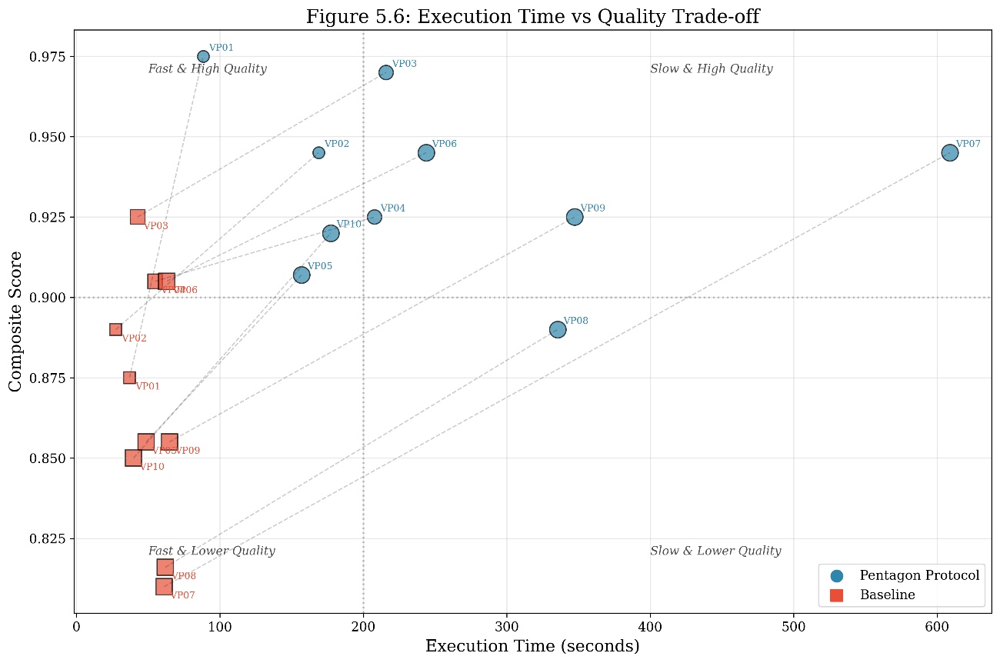 Figure 5.6: Execution Time vs Quality Trade-off
0.975
0.950
0.925
0.900
0.875
0.850
0.825
Composite Score
VP01
Fast & High Quality
Slow & High Quality
VP03
VP02
VP06
VP07
VP03
VP04
VP09
VP10
VP05
VP04
VP06
VP08
VP02
VP01
VP05
VP09
VP10
Fast & Lower Quality
Slow & Lower Quality
VP08
VP07
Pentagon Protocol
Baseline
0
100
200
300
400
500
600
Execution Time (seconds)